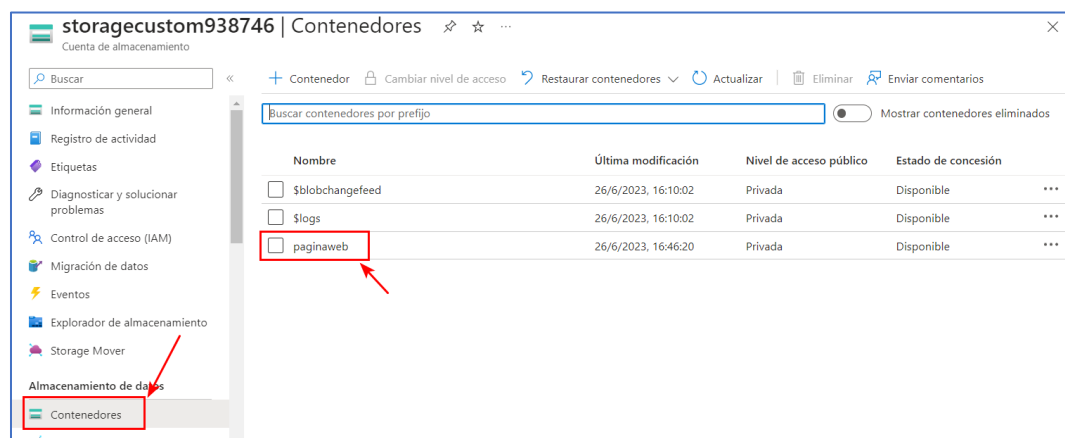 storagecustom938746 | Contenedores
Cuenta de almacenamiento
Buscar
Contenedor Cambiar nivel de acceso Restaurar contenedores Actualizar Eliminar Enviar comentarios
Información general
Registro de actividad
Etiquetas
Diagnosticar y solucionar
problemas
Control de acceso (IAM)
Migración de datos
Eventos
Explorador de almacenamiento
Storage Mover
Almacenamiento de datos
Contenedores
Buscar contenedores por prefijo
Mostrar contenedores eliminados
Nombre Última modificación Nivel de acceso público Estado de concesión
$blobchangefeed 26/6/2023, 16:10:02 Privada Disponible
$logs 26/6/2023, 16:10:02 Privada Disponible
paginaweb 26/6/2023, 16:46:20 Privada Disponible